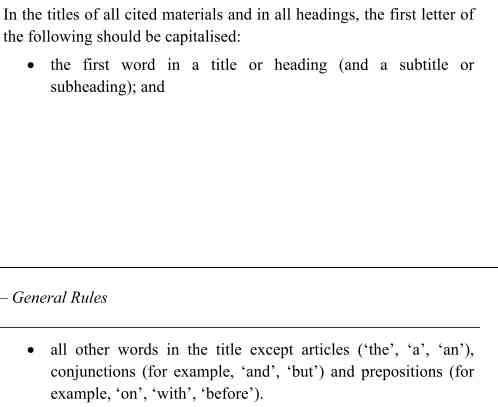 In the titles of all cited materials and in all headings, the first letter of
the following should be capitalised:
• the first word in a title or heading (and a subtitle or
subheading); and
– General Rules
• all other words in the title except articles (‘the’, ‘a’, ‘an’),
conjunctions (for example, ‘and’, ‘but’) and prepositions (for
example, ‘on’, ‘with’, ‘before’).